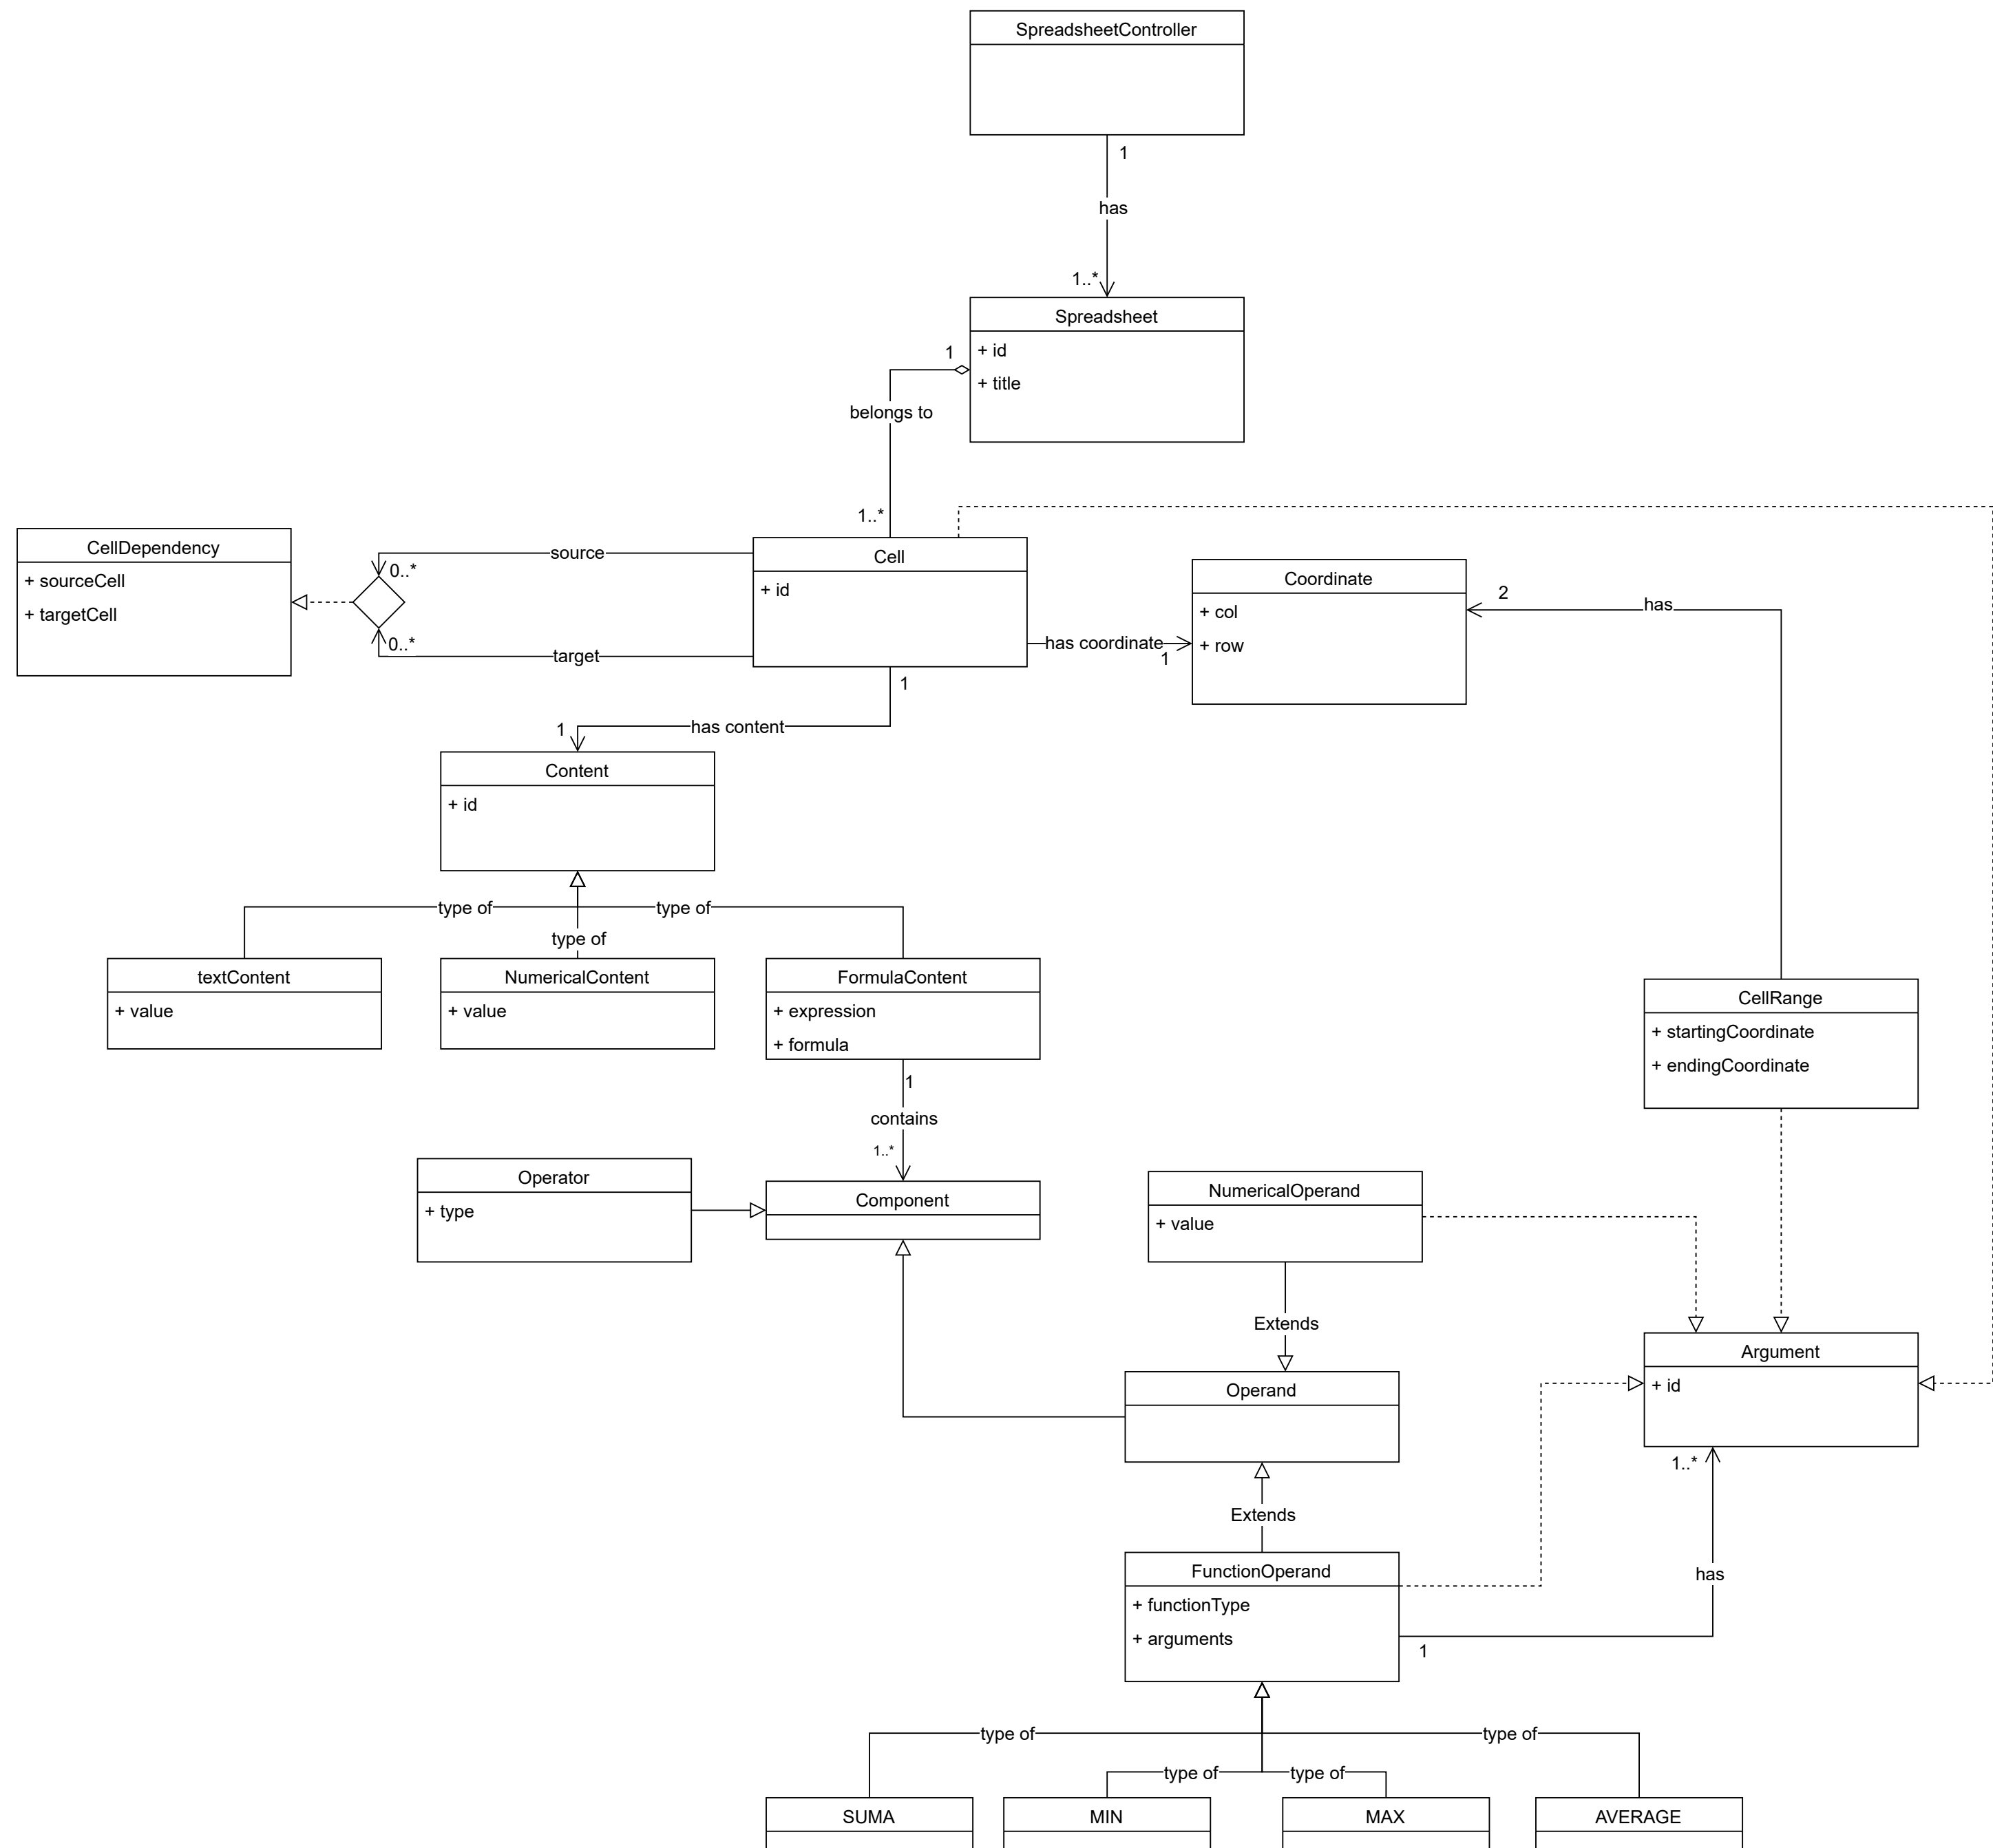 SpreadsheetController
1
has
1..*
Spreadsheet
+ id
+ title
1
belongs to
1..*
CellDependency
+ sourceCell
+ targetCell
source
0..*
0..*
target
Cell
+ id
has coordinate
1
Coordinate
+ col
+ row
2
has
1
has content
1
Content
+ id
type of
type of
type of
textContent
+ value
NumericalContent
+ value
FormulaContent
+ expression
+ formula
CellRange
+ startingCoordinate
+ endingCoordinate
1
contains
1..*
Operator
+ type
Component
NumericalOperand
+ value
Extends
Operand
Argument
+ id
1..*
Extends
FunctionOperand
+ functionType
+ arguments
has
1
type of
type of
type of
type of
SUMA
MIN
MAX
AVERAGE